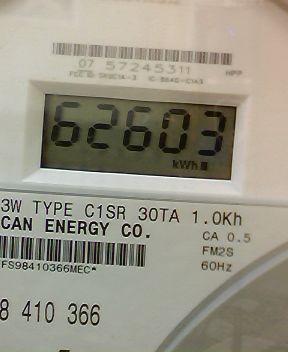 07 57245311
HPP
62603
kWh
3W TYPE C1SR 30TA 1.0Kh
CAN ENERGY CO.
CA 0.5
FM2S
FS98410366MEC*
60Hz
8 410 366